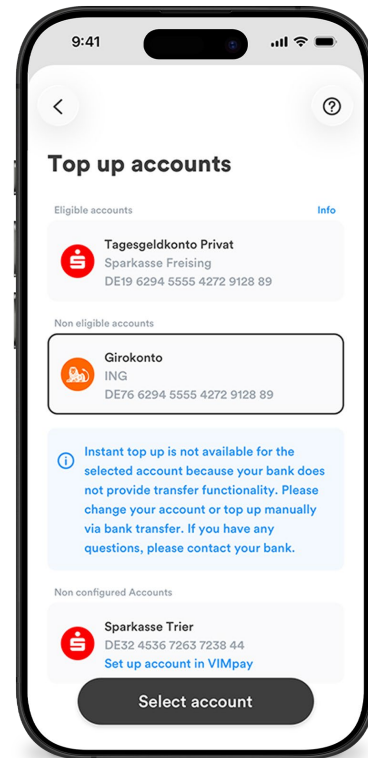 9:41
Top up accounts
Eligible accounts Info
Tagesgeldkonto Privat
Sparkasse Freising
DE19 6294 5555 4272 9128 89
Non eligible accounts
Girokonto
ING
DE76 6294 5555 4272 9128 89
Instant top up is not available for the
selected account because your bank does
not provide transfer functionality. Please
change your account or top up manually
via bank transfer. If you have any
questions, please contact your bank.
Non configured Accounts
Sparkasse Trier
DE32 4536 7263 7238 44
Set up account in VIMpay
Select account